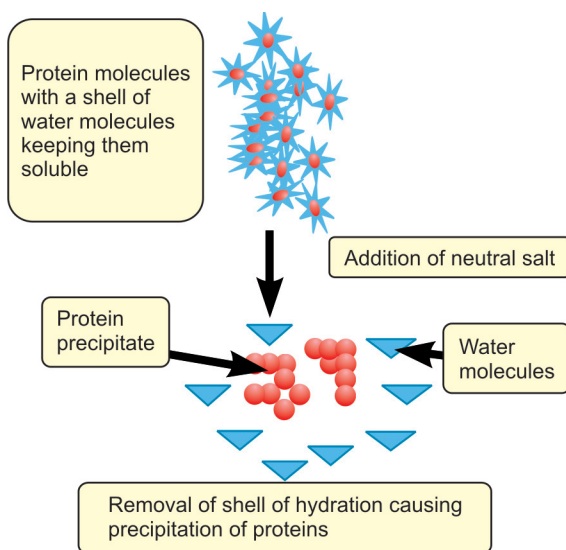 Protein molecules
with a shell of
water molecules
keeping them
soluble
Addition of neutral salt
Protein
precipitate
Water
molecules
Removal of shell of hydration causing
precipitation of proteins